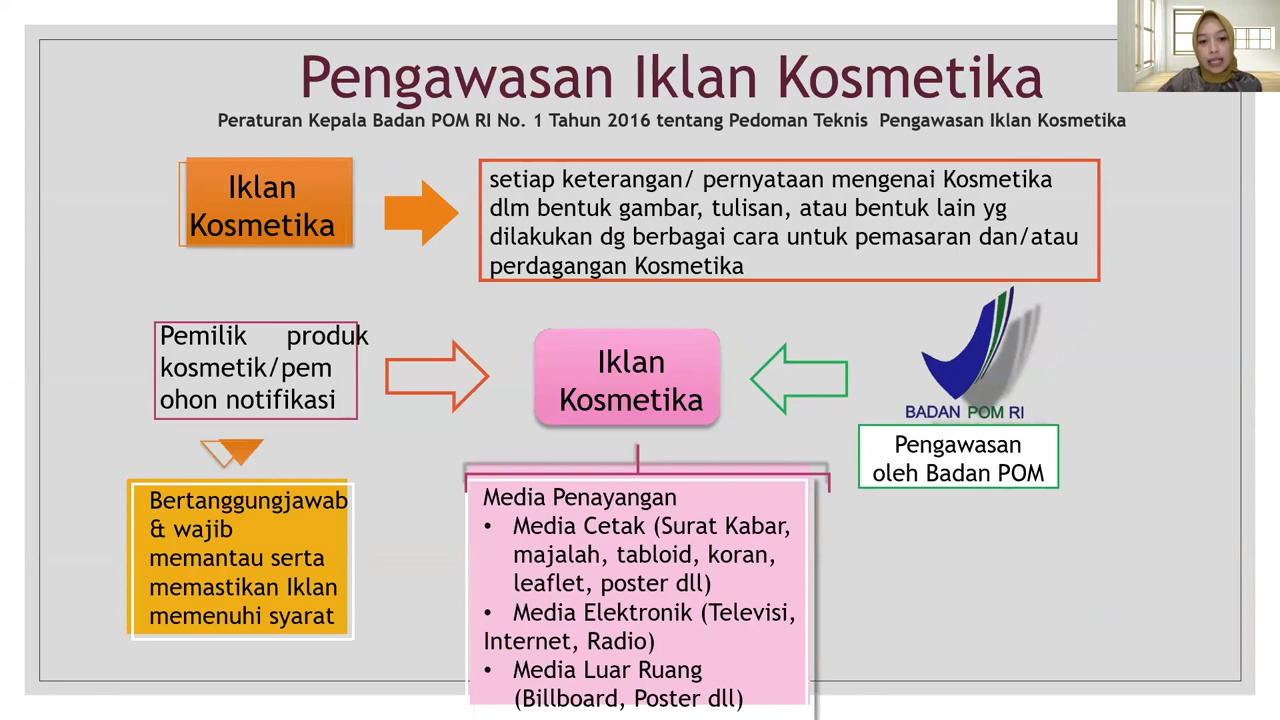 Pengawasan Iklan Kosmetika
Peraturan Kepala Badan POM RI No. 1 Tahun 2016 tentang Pedoman Teknis Pengawasan Iklan Kosmetika
Iklan
Kosmetika
setiap keterangan/ pernyataan mengenai Kosmetika
dlm bentuk gambar, tulisan, atau bentuk lain yg
dilakukan dg berbagai cara untuk pemasaran dan/atau
perdagangan Kosmetika
Pemilik produk
kosmetik/pem
ohon notifikasi
Iklan
Kosmetika
BADAN POM RI
Pengawasan
oleh Badan POM
Bertanggungjawab
& wajib
memantau serta
memastikan Iklan
memenuhi syarat
Media Penayangan
• Media Cetak (Surat Kabar,
majalah, tabloid, koran,
leaflet, poster dll)
• Media Elektronik (Televisi,
Internet, Radio)
• Media Luar Ruang
(Billboard, Poster dll)